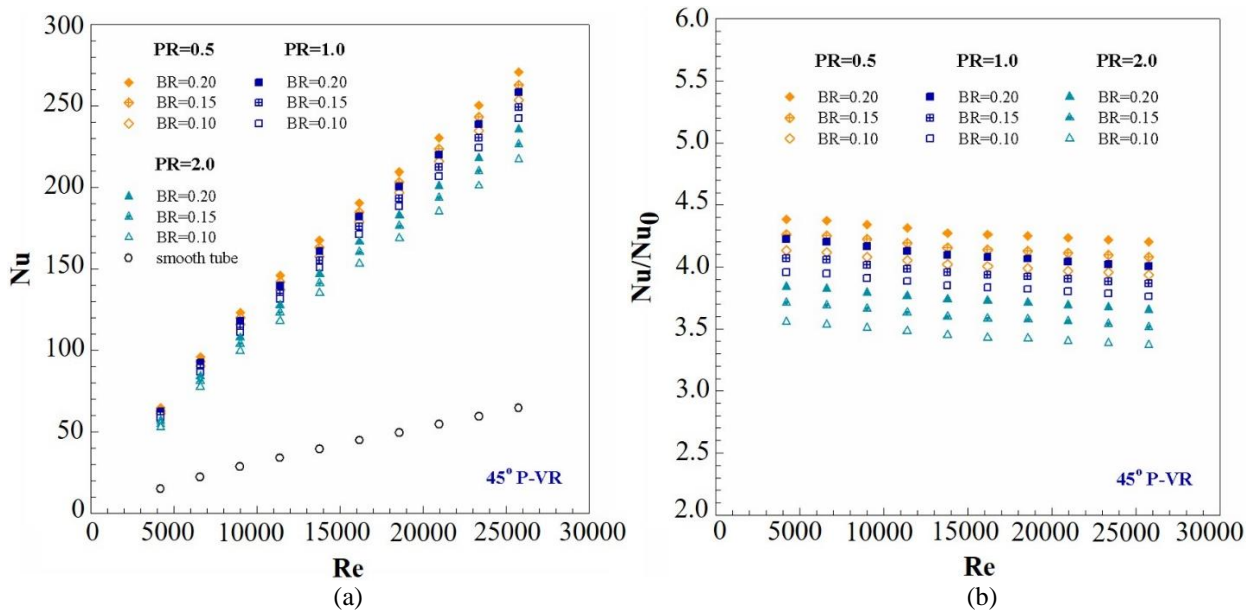 300
250
200
150
100
50
0
Nu
PR=0.5 PR=1.0
BR=0.20 BR=0.20
BR=0.15 BR=0.15
BR=0.10 BR=0.10
PR=2.0
BR=0.20
BR=0.15
BR=0.10
smooth tube
45° P-VR
0 5000 10000 15000 20000 25000 30000
Re
(a)
6.0
5.5
5.0
4.5
4.0
3.5
3.0
2.5
2.0
Nu/Nu0
PR=0.5 PR=1.0 PR=2.0
BR=0.20 BR=0.20 BR=0.20
BR=0.15 BR=0.15 BR=0.15
BR=0.10 BR=0.10 BR=0.10
45° P-VR
0 5000 10000 15000 20000 25000 30000
Re
(b)